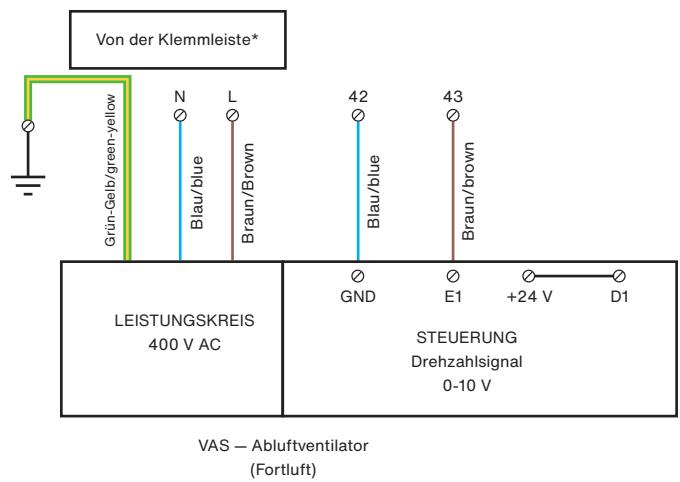 Von der Klemmleiste*
N
L
42
43
Grün-Gelb/green-yellow
Blau/blue
Braun/Brown
Blau/blue
Braun/brown
GND
E1
+24 V
D1
LEISTUNGSKREIS
400 V AC
STEUERUNG
Drehzahlsignal
0-10 V
VAS — Abluftventilator
(Fortluft)